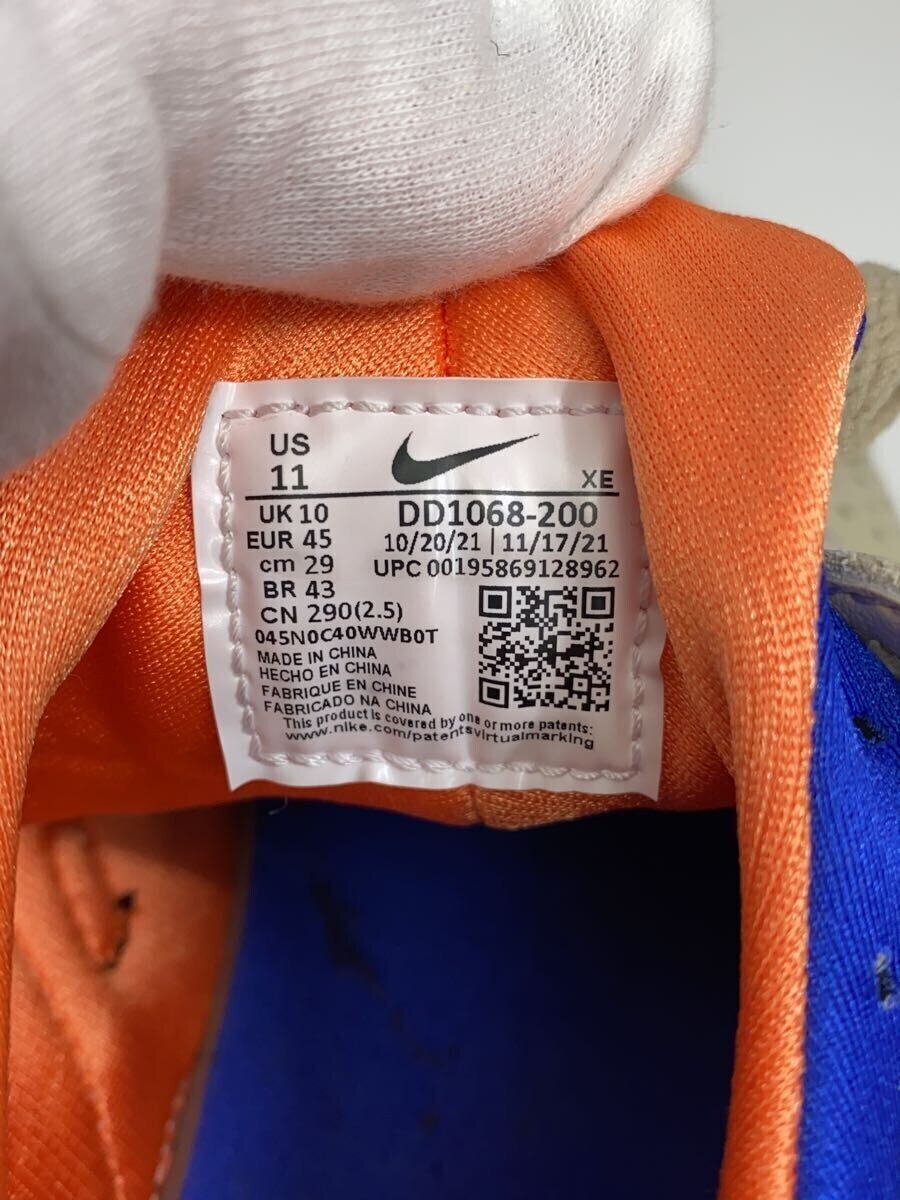 US
11
XE
UK 10
EUR 45
cm 29
BR 43
CN 290(2.5)
DD1068-200
10/20/21 | 11/17/21
UPC 00195869128962
045N0C40WWB0T
MADE IN CHINA
HECHO EN CHINA
FABRIQUE EN CHINE
FABRICADO NA CHINA
This product is covered by one or more patents:
www.nike.com/patentsvirtualmarking